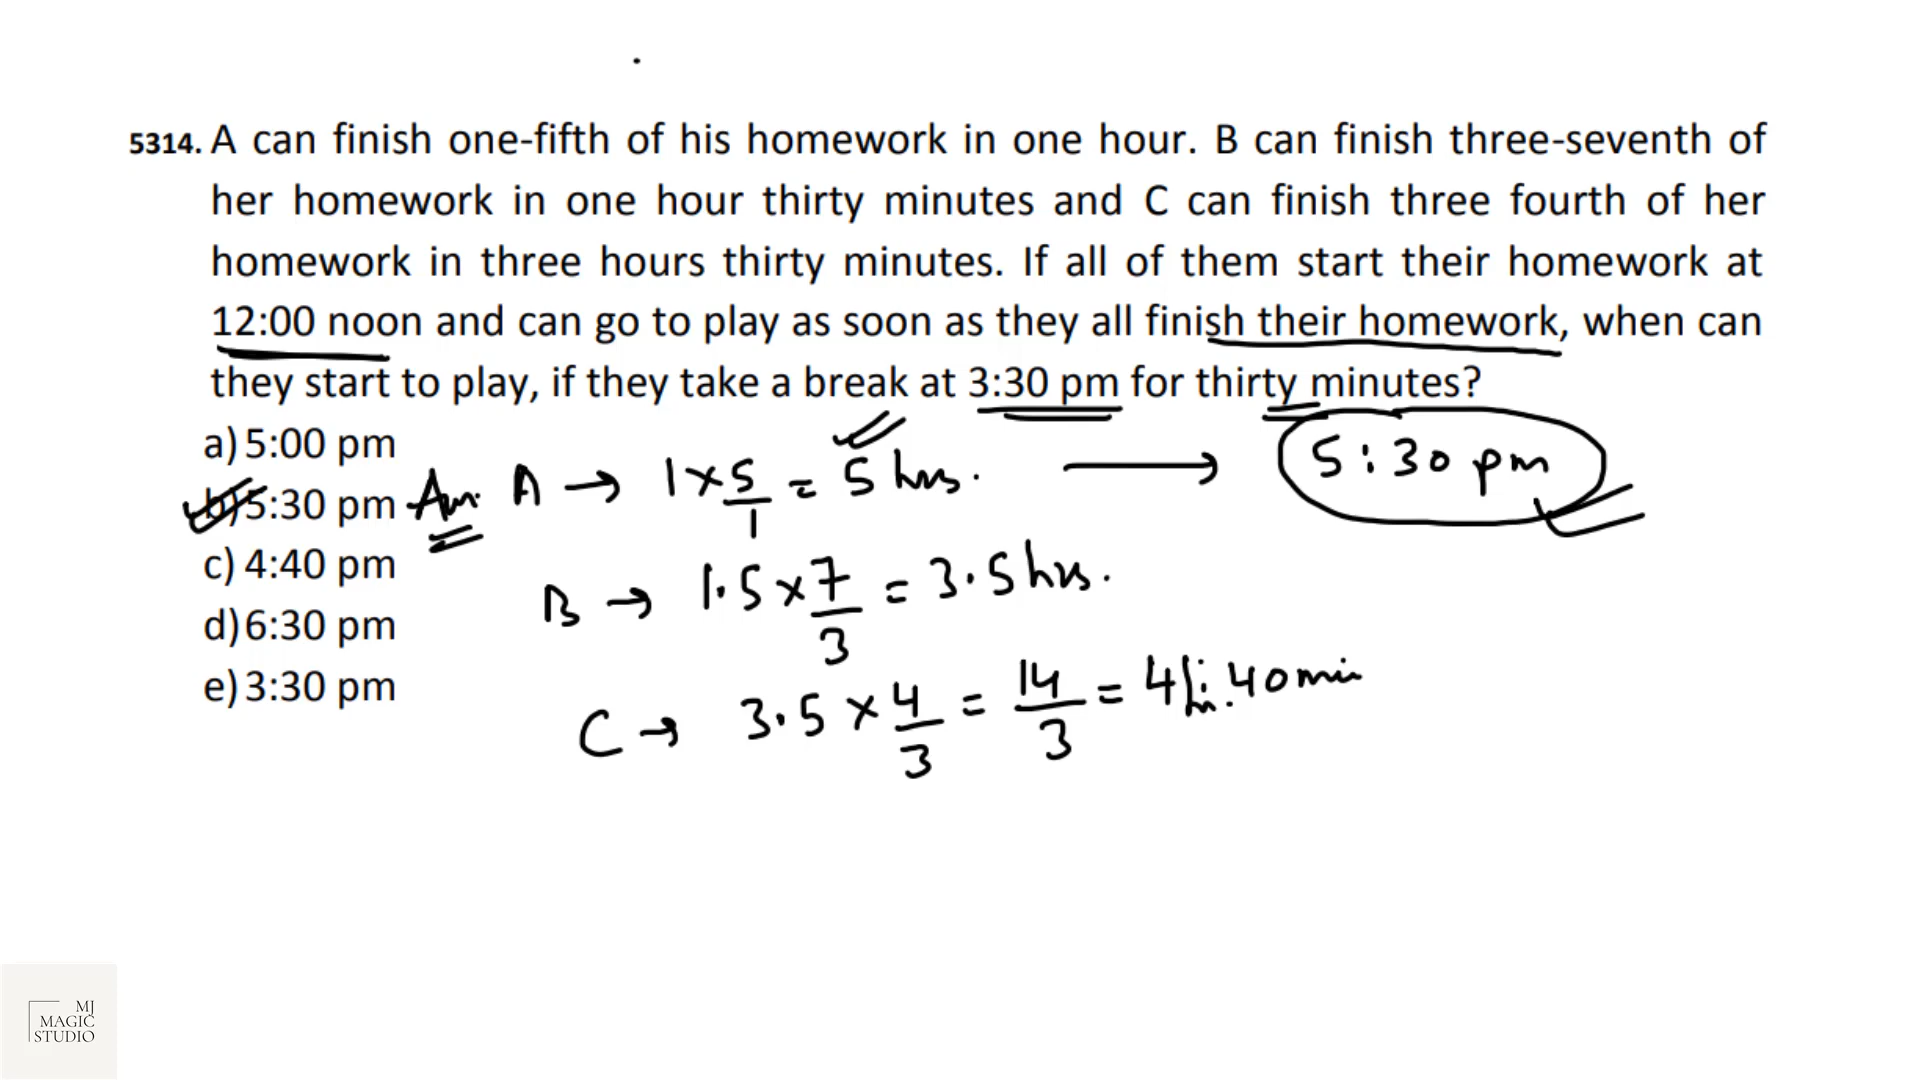 5314. A can finish one-fifth of his homework in one hour. B can finish three-seventh of
her homework in one hour thirty minutes and C can finish three fourth of her
homework in three hours thirty minutes. If all of them start their homework at
12:00 noon and can go to play as soon as they all finish their homework, when can
they start to play, if they take a break at 3:30 pm for thirty minutes?
a) 5:00 pm
b) 5:30 pm Ans.
A → 1 × 5/1 = 5 hrs. → 5:30 pm
c) 4:40 pm
B → 1.5 × 7/3 = 3.5 hrs.
d) 6:30 pm
e) 3:30 pm
C → 3.5 × 4/3 = 14/3 = 4 hr. 40 min
MJ
MAGIC
STUDIO